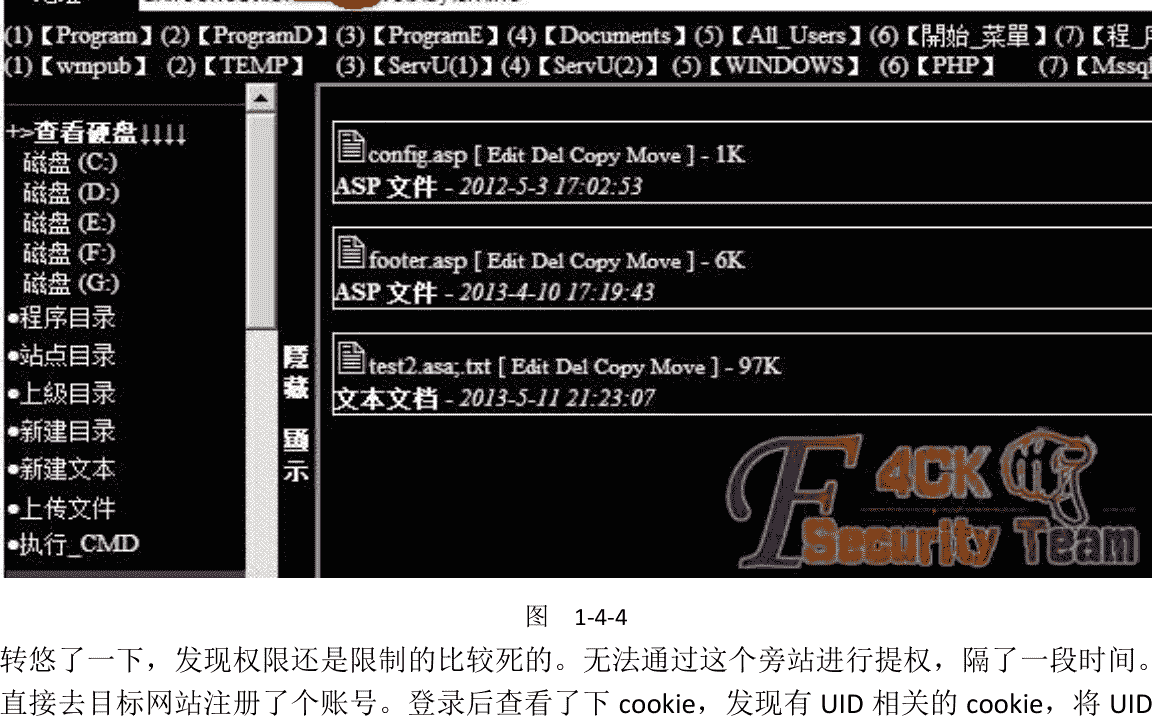 (1)【Program】(2)【ProgramD】(3)【ProgramE】(4)【Documents】(5)【All_Users】(6)【開始_菜單】(7)【程_
(1)【wmpub】 (2)【TEMP】 (3)【ServU(1)】(4)【ServU(2)】 (5)【WINDOWS】 (6)【PHP】 (7)【Mssql
+>查看硬盘↓↓↓↓
磁盘 (C:)
磁盘 (D:)
磁盘 (E:)
磁盘 (F:)
磁盘 (G:)
●程序目录
●站点目录
●上級目录
●新建目录
●新建文本
●上传文件
●执行_CMD
隐藏
显示
config.asp [ Edit Del Copy Move ] - 1K
ASP 文件 - 2012-5-3 17:02:53
footer.asp [ Edit Del Copy Move ] - 6K
ASP 文件 - 2013-4-10 17:19:43
test2.asa;.txt [ Edit Del Copy Move ] - 97K
文本文档 - 2013-5-11 21:23:07
F4CK
Security Team
图 1-4-4
转悠了一下，发现权限还是限制的比较死的。无法通过这个旁站进行提权，隔了一段时间。
直接去目标网站注册了个账号。登录后查看了下 cookie，发现有 UID 相关的 cookie，将 UID